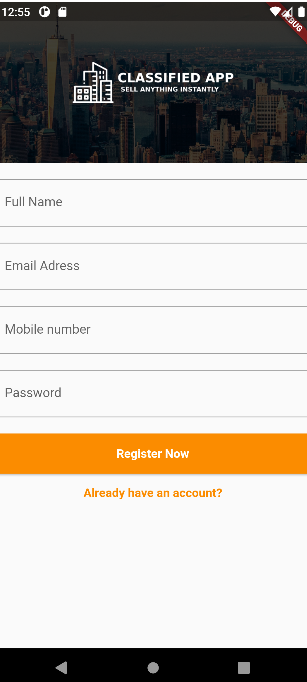 12:55
DEBUG
CLASSIFIED APP
SELL ANYTHING INSTANTLY
Full Name
Email Adress
Mobile number
Password
Register Now
Already have an account?